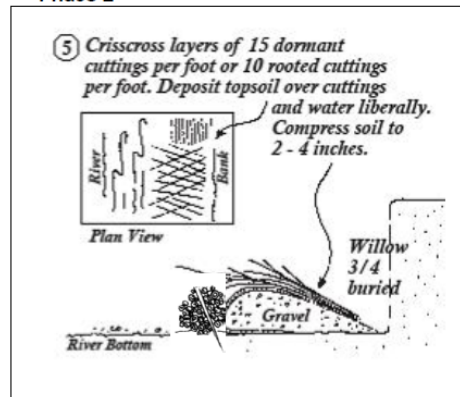 5 Crisscross layers of 15 dormant
cuttings per foot or 10 rooted cuttings
per foot. Deposit topsoil over cuttings
and water liberally.
Compress soil to
2 - 4 inches.
River
Bank
Plan View
Willow
3/4
buried
Gravel
River Bottom